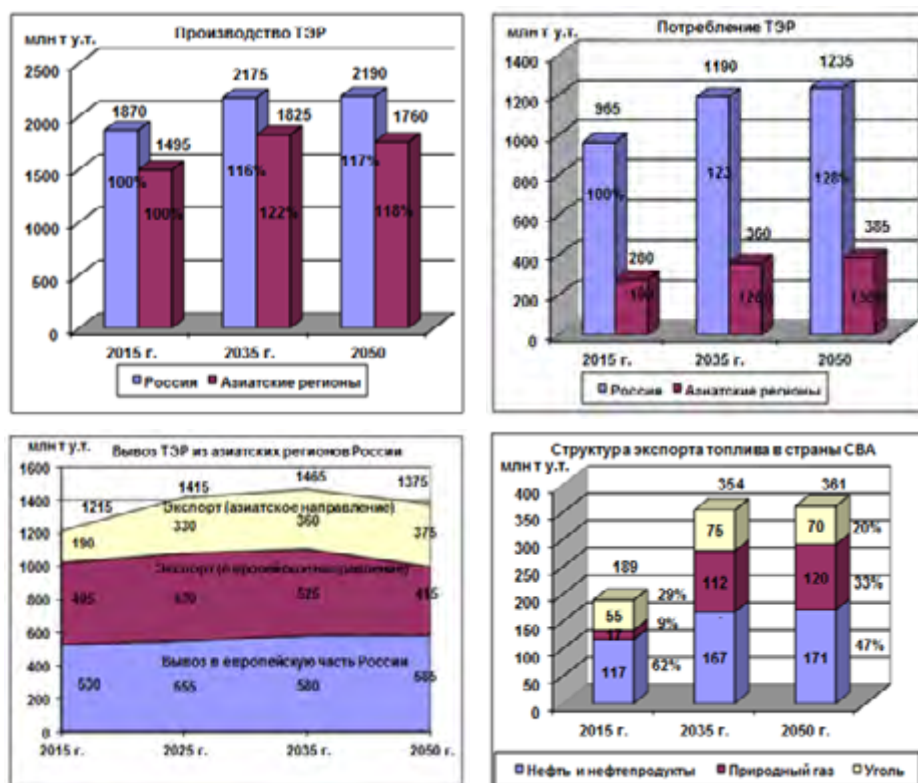 млн т у.т.
Производство ТЭР
2500
2000
1500
1000
500
0
1870
1495
2175
1825
2190
1760
100%
100%
116%
122%
117%
118%
2015 г.
2035 г.
2050
Россия
Азиатские регионы
млн т у.т.
Потребление ТЭР
1400
1200
1000
800
600
400
200
0
965
1190
360
1235
385
100%
128%
2015 г.
2035 г.
2050
Россия
Азиатские регионы
млн т у.т.
Вывоз ТЭР из азиатских регионов России
1600
1400
1200
1000
800
600
400
200
0
1215
1415
1465
1375
Экспорт (азиатское направление)
190
330
360
375
525
415
Вывоз в европейскую часть России
580
2015 г.
2025 г.
2035 г.
2050 г.
Структура экспорта топлива в страны СВА
млн т у.т.
400
350
300
250
200
150
100
50
0
189
354
361
55
17
117
29%
9%
62%
75
112
167
70
120
171
20%
33%
47%
2015 г.
2035 г.
2050 г.
Нефть и нефтепродукты
Природный газ
Уголь